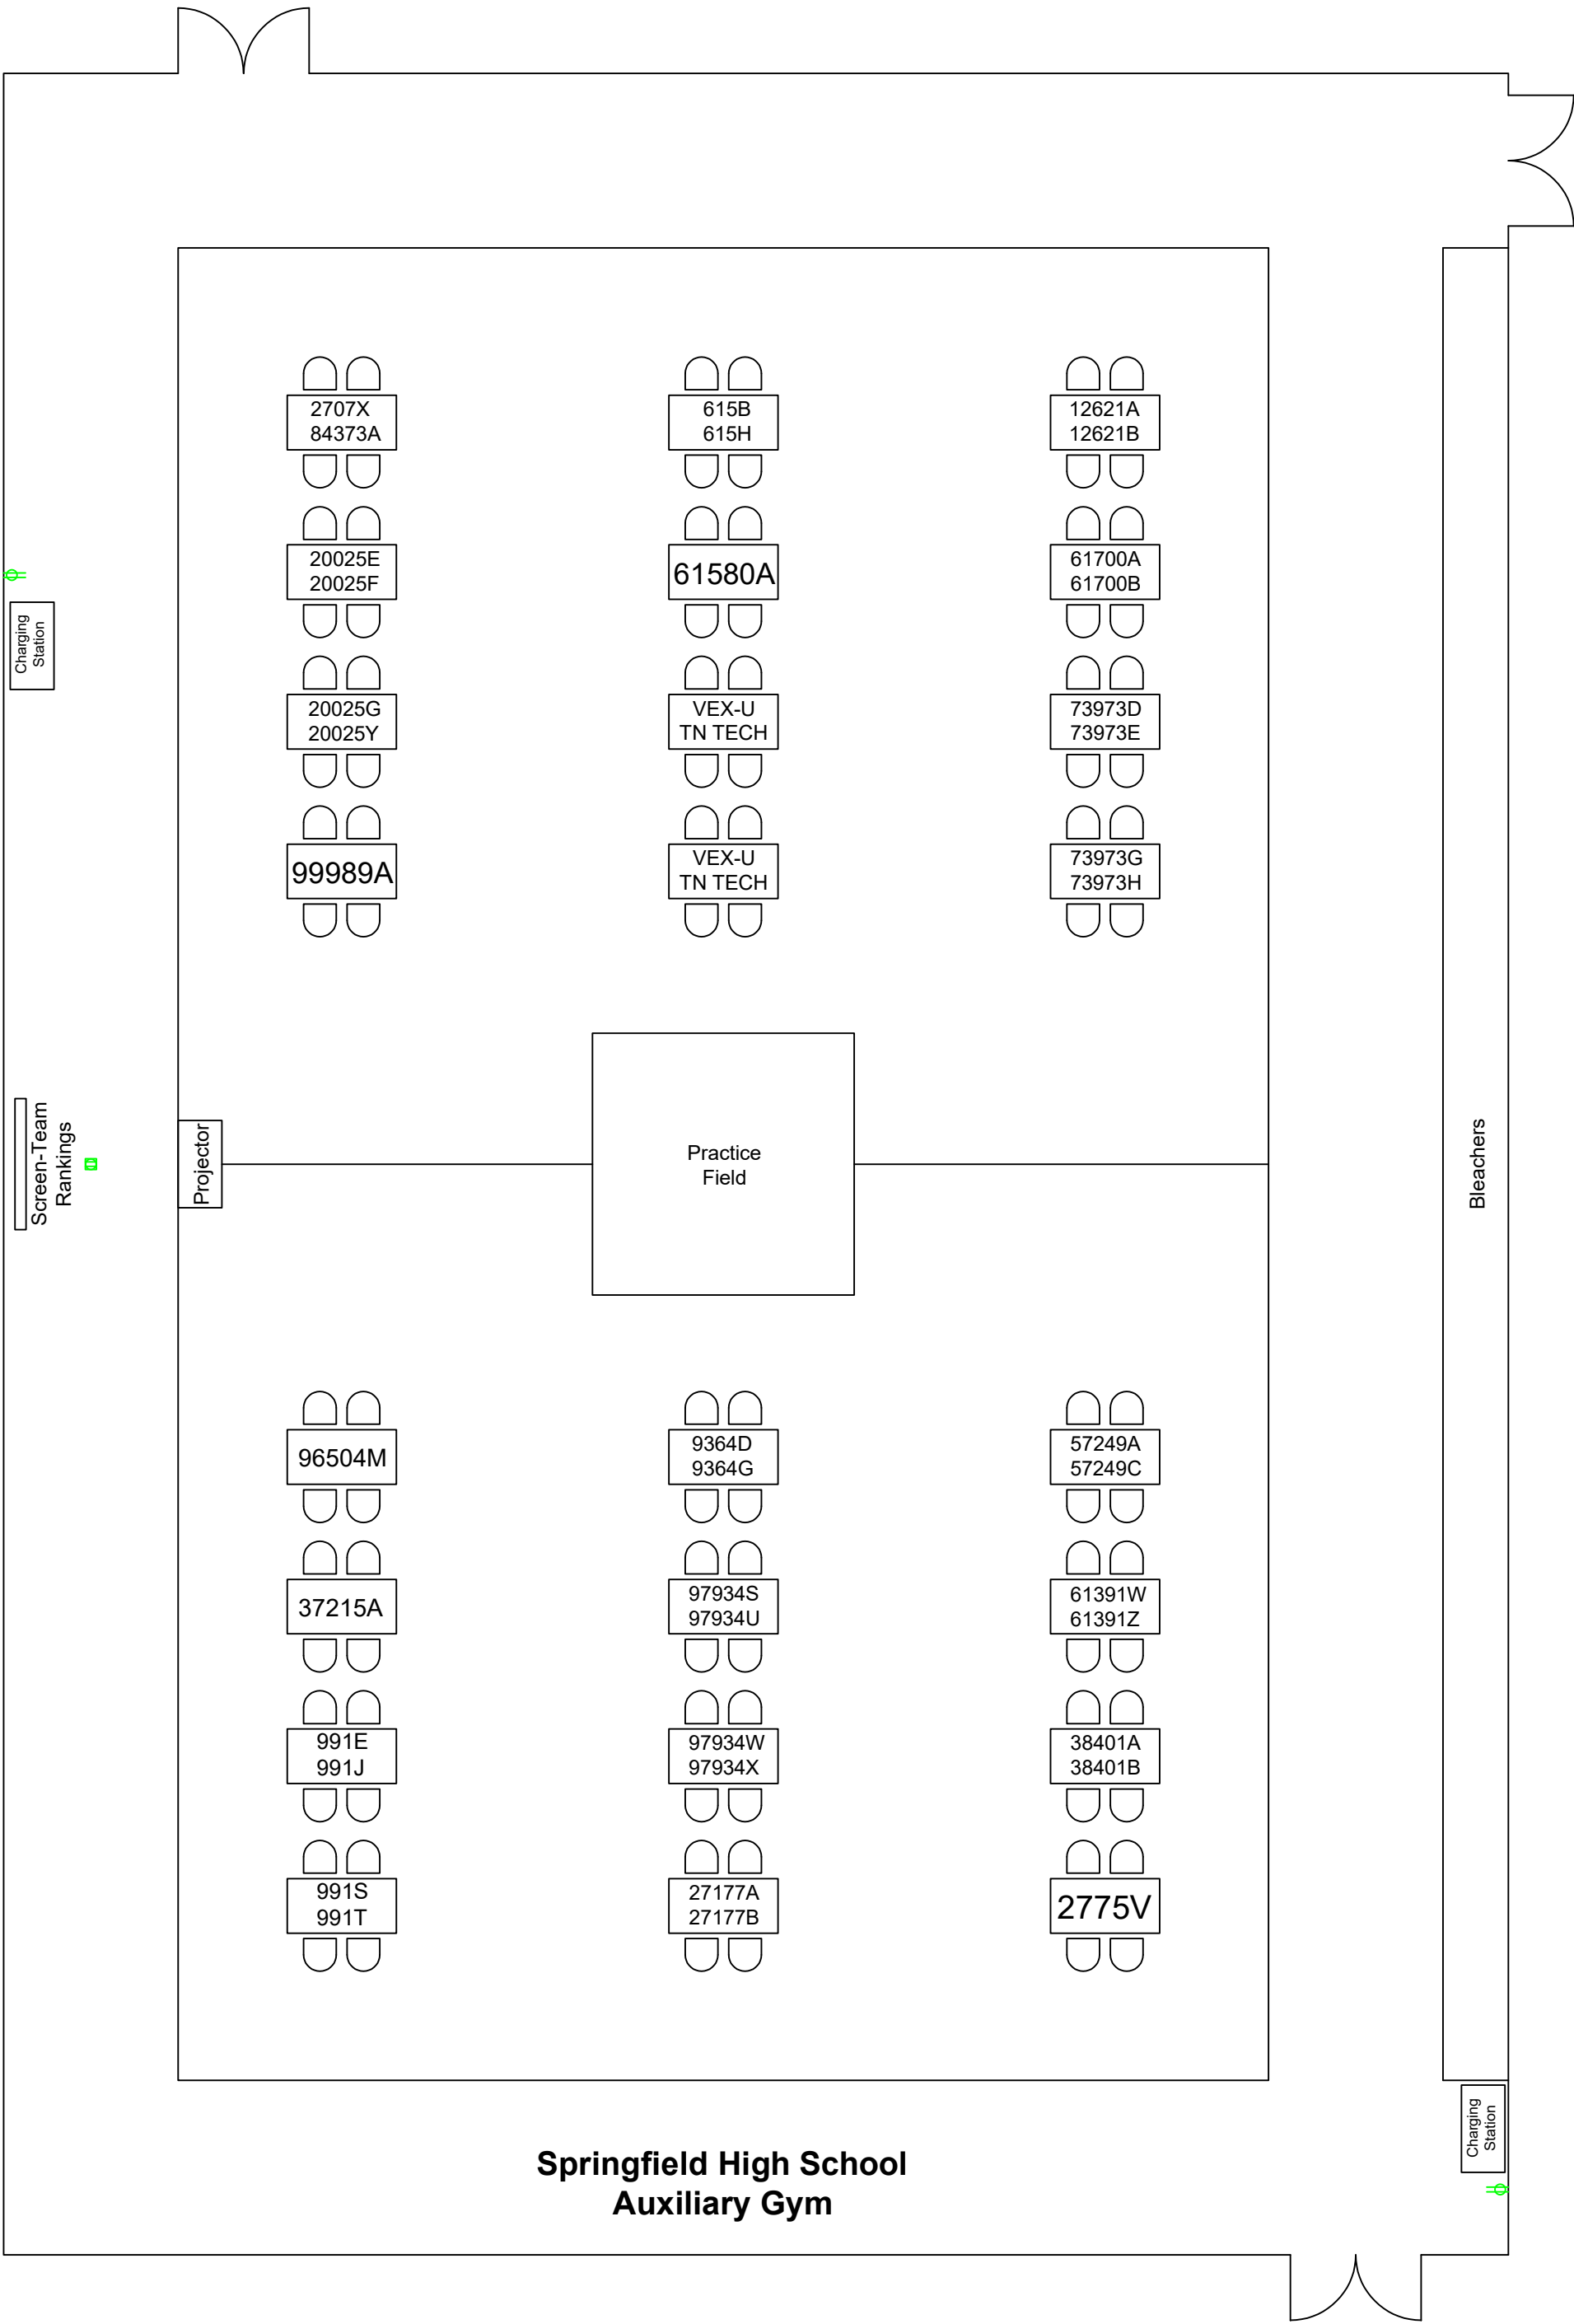 2707X
84373A
615B
615H
12621A
12621B
20025E
20025F
61580A
61700A
61700B
Charging
Station
20025G
20025Y
VEX-U
TN TECH
73973D
73973E
99989A
VEX-U
TN TECH
73973G
73973H
Screen-Team
Rankings
Projector
Practice
Field
Bleachers
96504M
9364D
9364G
57249A
57249C
37215A
97934S
97934U
61391W
61391Z
991E
991J
97934W
97934X
38401A
38401B
991S
991T
27177A
27177B
2775V
Charging
Station
Springfield High School
Auxiliary Gym